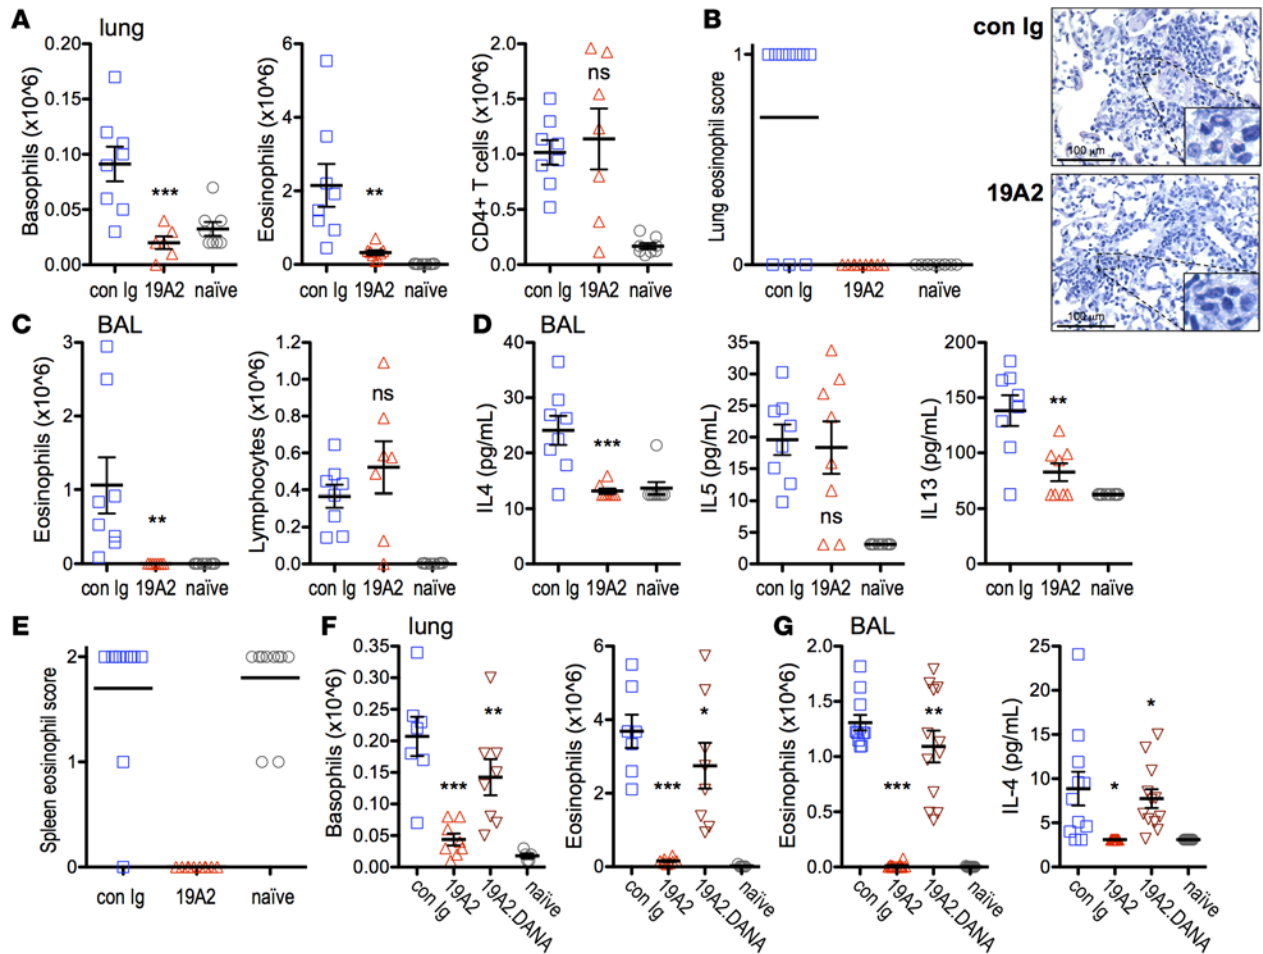 A lung
Basophils (x10^6)
0.20
0.15
0.10
0.05
0.00
***
con Ig 19A2 naïve
Eosinophils (x10^6)
6
4
2
0
**
con Ig 19A2 naïve
CD4+ T cells (x10^6)
2.0
1.5
1.0
0.5
0.0
ns
con Ig 19A2 naïve
B
Lung eosinophil score
1
0
con Ig 19A2 naïve
con Ig
100 µm
19A2
100 µm
C BAL
Eosinophils (x10^6)
3
2
1
0
**
con Ig 19A2 naïve
Lymphocytes (x10^6)
1.2
1.0
0.8
0.6
0.4
0.2
0.0
ns
con Ig 19A2 naïve
D BAL
IL4 (pg/mL)
40
30
20
10
0
***
con Ig 19A2 naïve
IL5 (pg/mL)
35
30
25
20
15
10
5
0
ns
con Ig 19A2 naïve
IL13 (pg/mL)
200
150
100
50
0
**
con Ig 19A2 naïve
E
Spleen eosinophil score
2
1
0
con Ig 19A2 naïve
F lung
Basophils (x10^6)
0.35
0.30
0.25
0.20
0.15
0.10
0.05
0.00
***
**
con Ig 19A2 19A2.DANA naïve
Eosinophils (x10^6)
6
4
2
0
***
*
con Ig 19A2 19A2.DANA naïve
G BAL
Eosinophils (x10^6)
2.0
1.5
1.0
0.5
0.0
***
**
con Ig 19A2 19A2.DANA naïve
IL-4 (pg/mL)
25
20
15
10
5
0
*
*
con Ig 19A2 19A2.DANA naïve